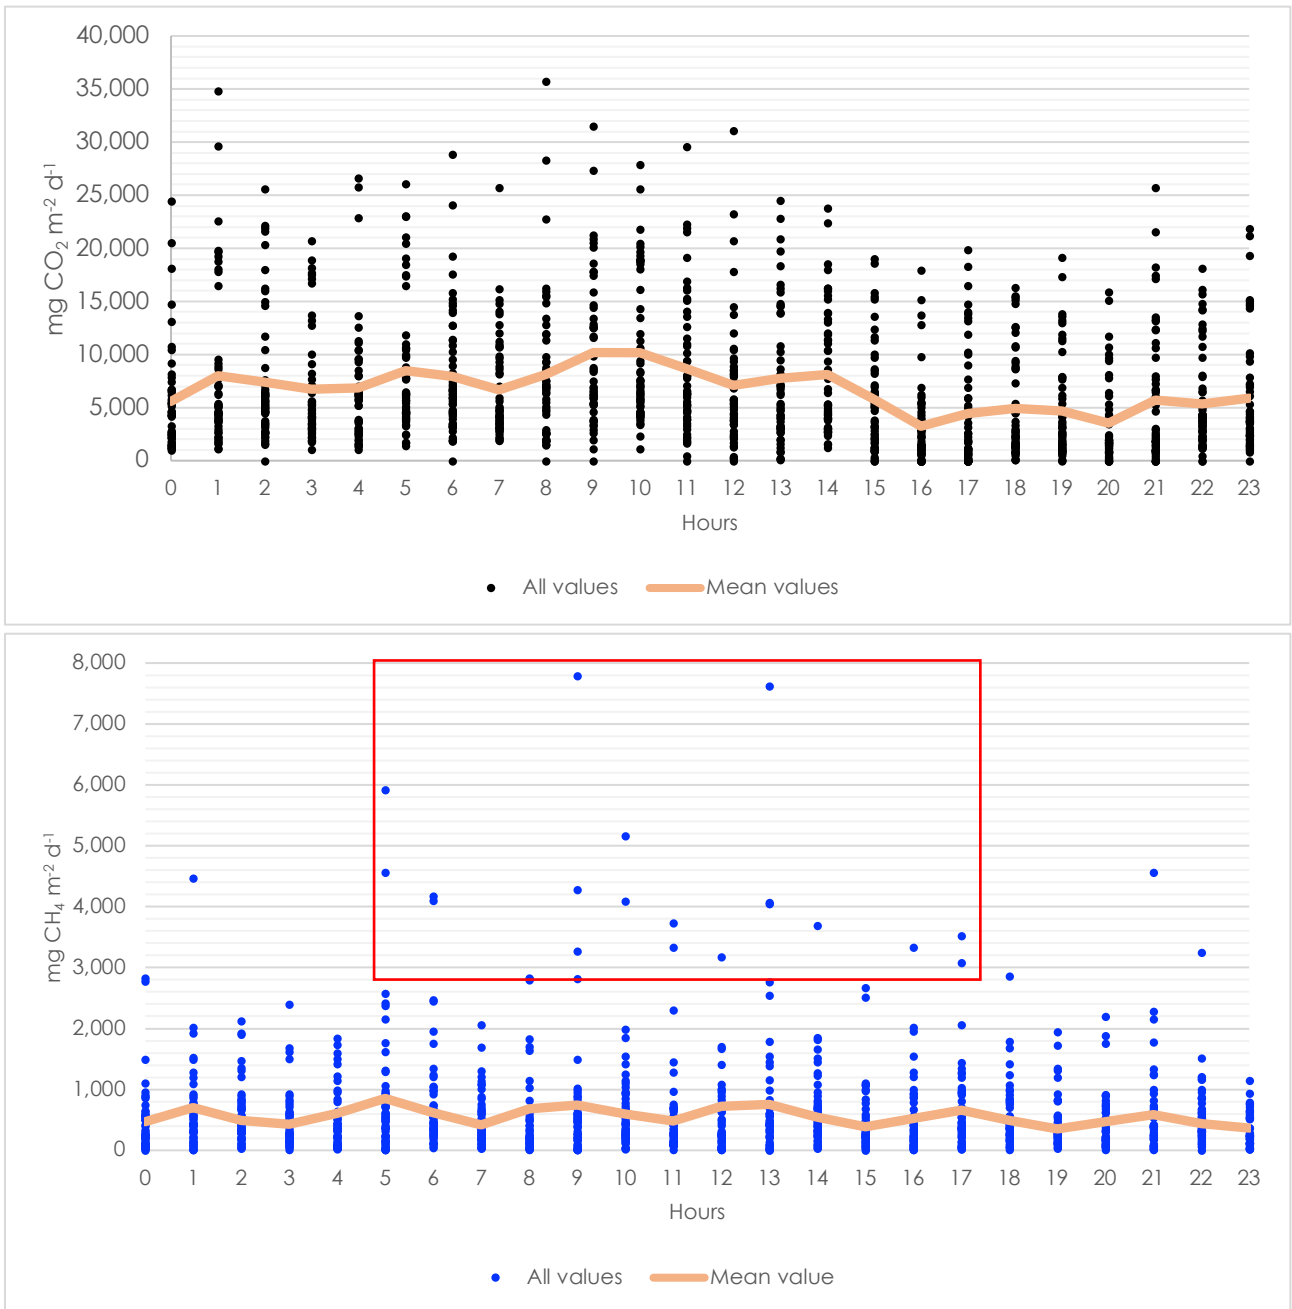 40,000
35,000
30,000
25,000
20,000
15,000
10,000
5,000
0
mg CO₂ m⁻² d⁻¹
0 1 2 3 4 5 6 7 8 9 10 11 12 13 14 15 16 17 18 19 20 21 22 23
Hours
All values Mean values
8,000
7,000
6,000
5,000
4,000
3,000
2,000
1,000
0
mg CH₄ m⁻² d⁻¹
0 1 2 3 4 5 6 7 8 9 10 11 12 13 14 15 16 17 18 19 20 21 22 23
Hours
All values Mean value